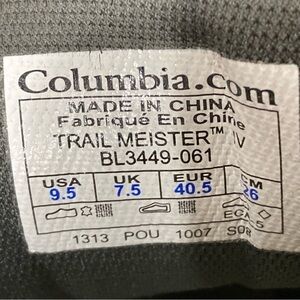 Columbia.com
MADE IN CHINA
Fabriqué En Chine
TRAIL MEISTER™ IV
BL3449-061
USA UK EUR CM
9.5 7.5 40.5 26
1313 POU 1007